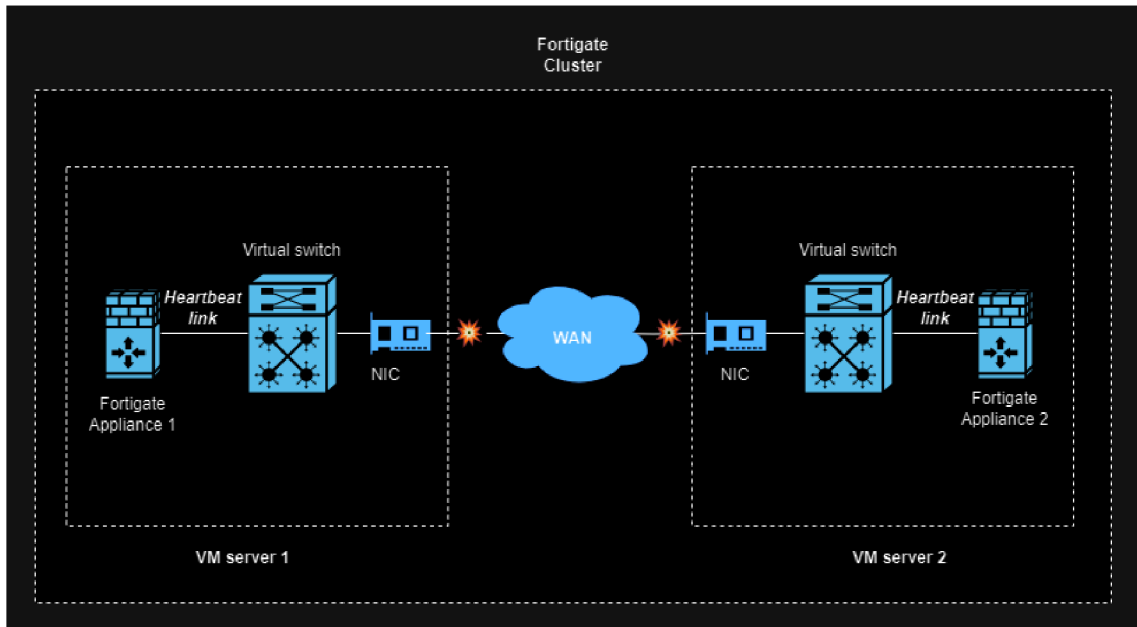 Fortigate
Cluster
Virtual switch
Heartbeat
link
NIC
Fortigate
Appliance 1
VM server 1
WAN
Virtual switch
Heartbeat
link
NIC
Fortigate
Appliance 2
VM server 2